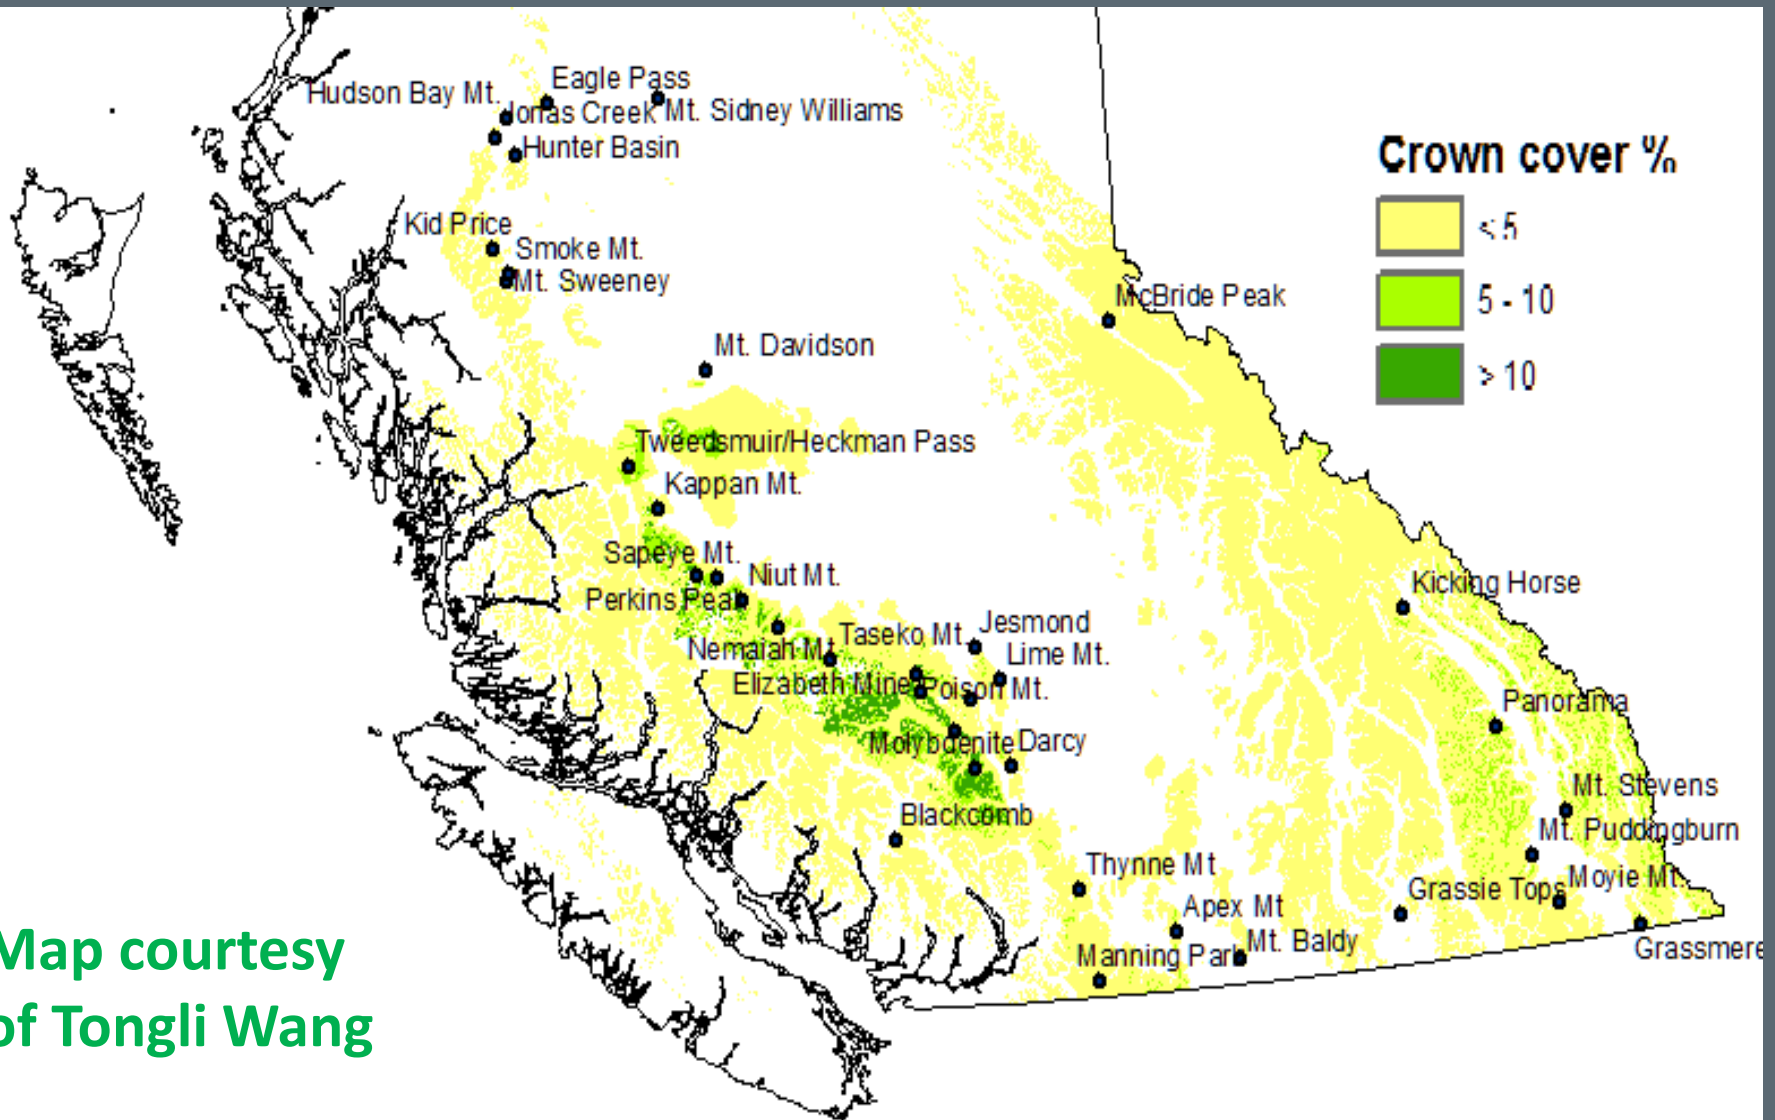 Eagle Pass
Hudson Bay Mt.
Jonas Creek
Mt. Sidney Williams
Hunter Basin
Crown cover %
< 5
5 - 10
> 10
Kid Price
Smoke Mt.
Mt. Sweeney
McBride Peak
Mt. Davidson
Tweedsmuir/Heckman Pass
Kappan Mt.
Sapeye Mt.
Niut Mt.
Perkins Peak
Kicking Horse
Jesmond
Taseko Mt.
Nemaiah Mt.
Lime Mt.
Elizabeth Mine
Poison Mt.
Panorama
Molybdenite
Darcy
Mt. Stevens
Blackcomb
Mt. Puddingburn
Thynne Mt
Moyie Mt.
Grassie Tops
Apex Mt
Mt. Baldy
Manning Park
Grassmere
Map courtesy
of Tongli Wang